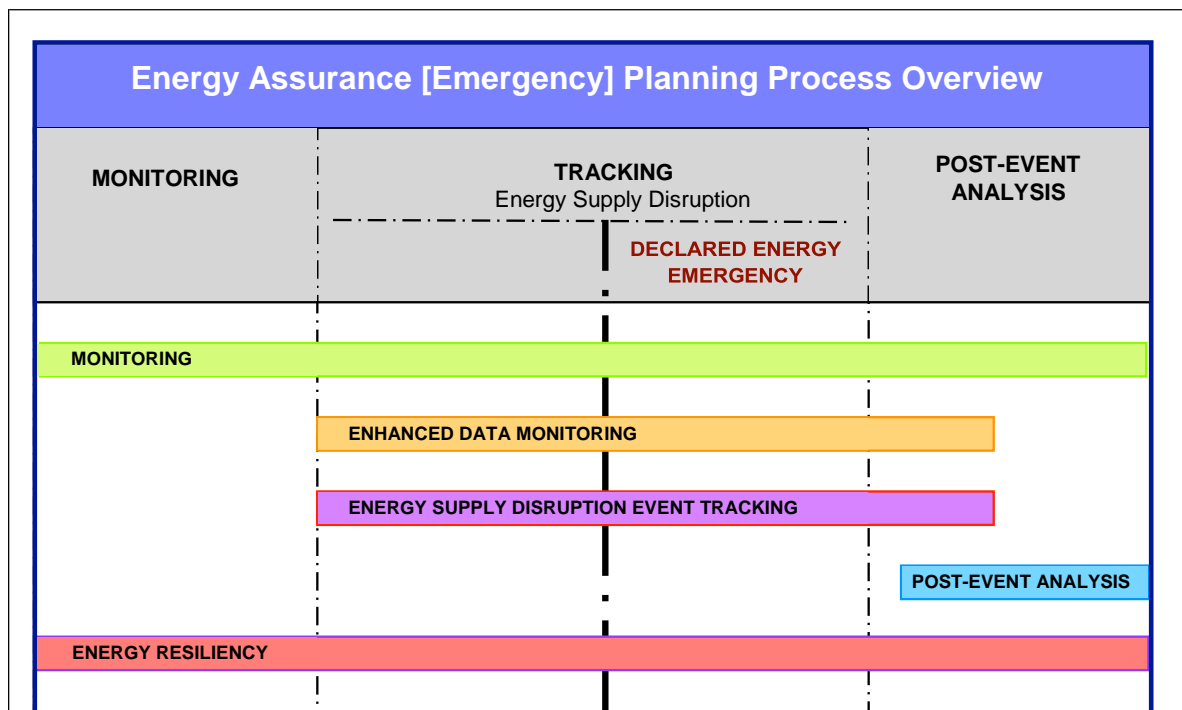 Energy Assurance [Emergency] Planning Process Overview
MONITORING
TRACKING
Energy Supply Disruption
DECLARED ENERGY
EMERGENCY
POST-EVENT
ANALYSIS
MONITORING
ENHANCED DATA MONITORING
ENERGY SUPPLY DISRUPTION EVENT TRACKING
POST-EVENT ANALYSIS
ENERGY RESILIENCY